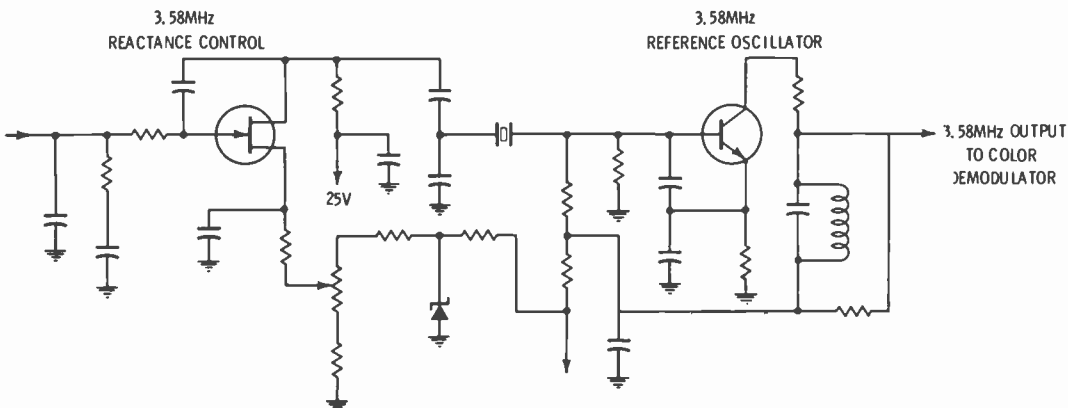 3.58MHz
REACTANCE CONTROL
3.58MHz
REFERENCE OSCILLATOR
3.58MHz OUTPUT
TO COLOR
DEMODULATOR
25V